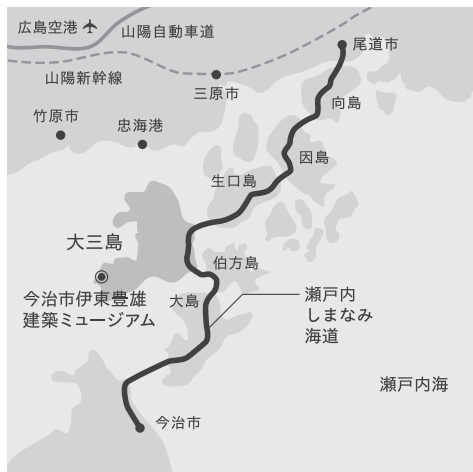 広島空港
山陽自動車道
尾道市
山陽新幹線
三原市
向島
竹原市
忠海港
因島
生口島
大三島
伯方島
今治市伊東豊雄
建築ミュージアム
大島
瀬戸内
しまなみ
海道
瀬戸内海
今治市